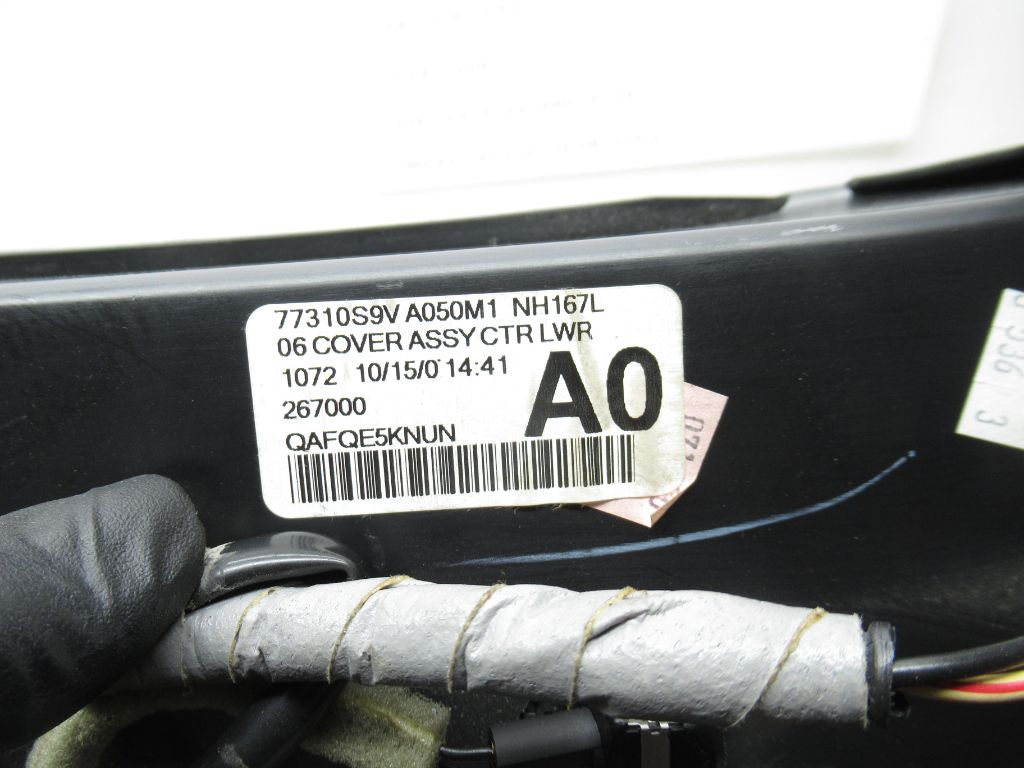 77310S9V A050M1 NH167L
06 COVER ASSY CTR LWR
1072 10/15/0 14:41
A0
267000
QAFQE5KNUN